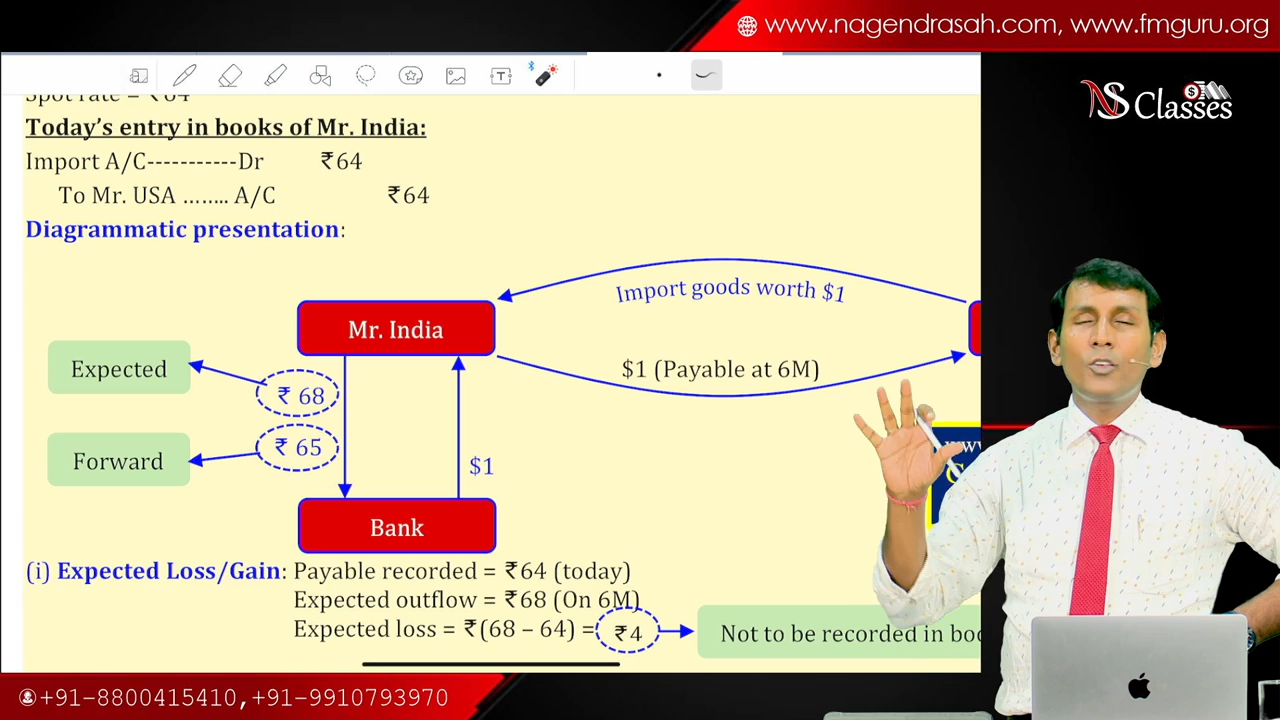 www.nagendrasah.com, www.fmguru.org
NS Classes
Spot rate = ₹64
Today's entry in books of Mr. India:
Import A/C-----------Dr ₹64
To Mr. USA …….. A/C ₹64
Diagrammatic presentation:
Import goods worth $1
Mr. India
Expected
$1 (Payable at 6M)
₹ 68
₹ 65
Forward
$1
Bank
(i) Expected Loss/Gain: Payable recorded = ₹64 (today)
Expected outflow = ₹68 (On 6M)
Expected loss = ₹(68 – 64) = ₹4
Not to be recorded in
+91-8800415410,+91-9910793970